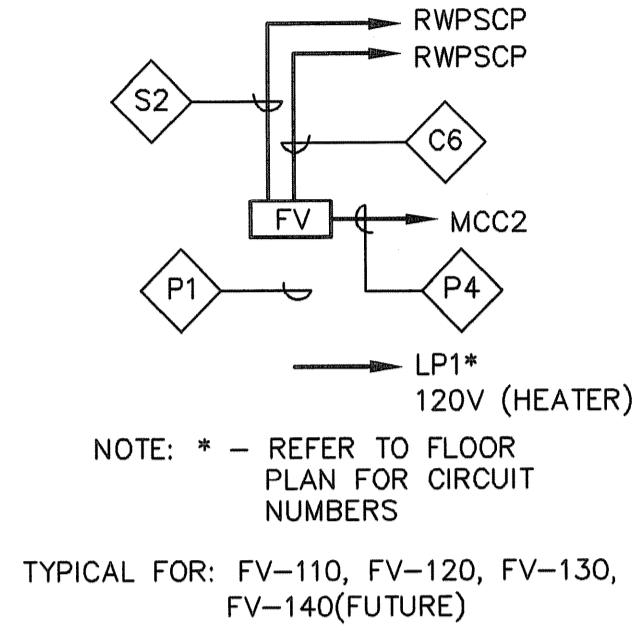 RWPSCP
RWPSCP
S2
C6
FV
MCC2
P1
P4
LP1*
120V (HEATER)
NOTE: * – REFER TO FLOOR
PLAN FOR CIRCUIT
NUMBERS
TYPICAL FOR: FV–110, FV–120, FV–130,
FV–140(FUTURE)